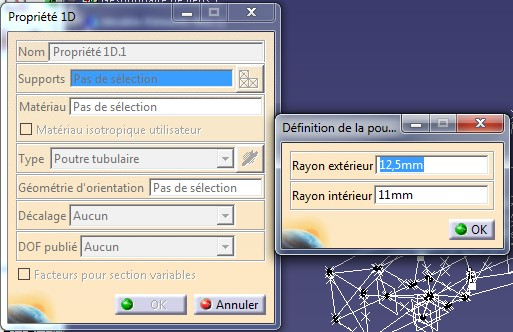 Propriété 1D
Nom Propriété 1D.1
Supports Pas de sélection
Matériau Pas de sélection
Matériau isotropique utilisateur
Type Poutre tubulaire
Géométrie d'orientation Pas de sélection
Décalage Aucun
DOF publié Aucun
Facteurs pour section variables
OK Annuler
Définition de la pou...
Rayon extérieur 12,5mm
Rayon intérieur 11mm
OK